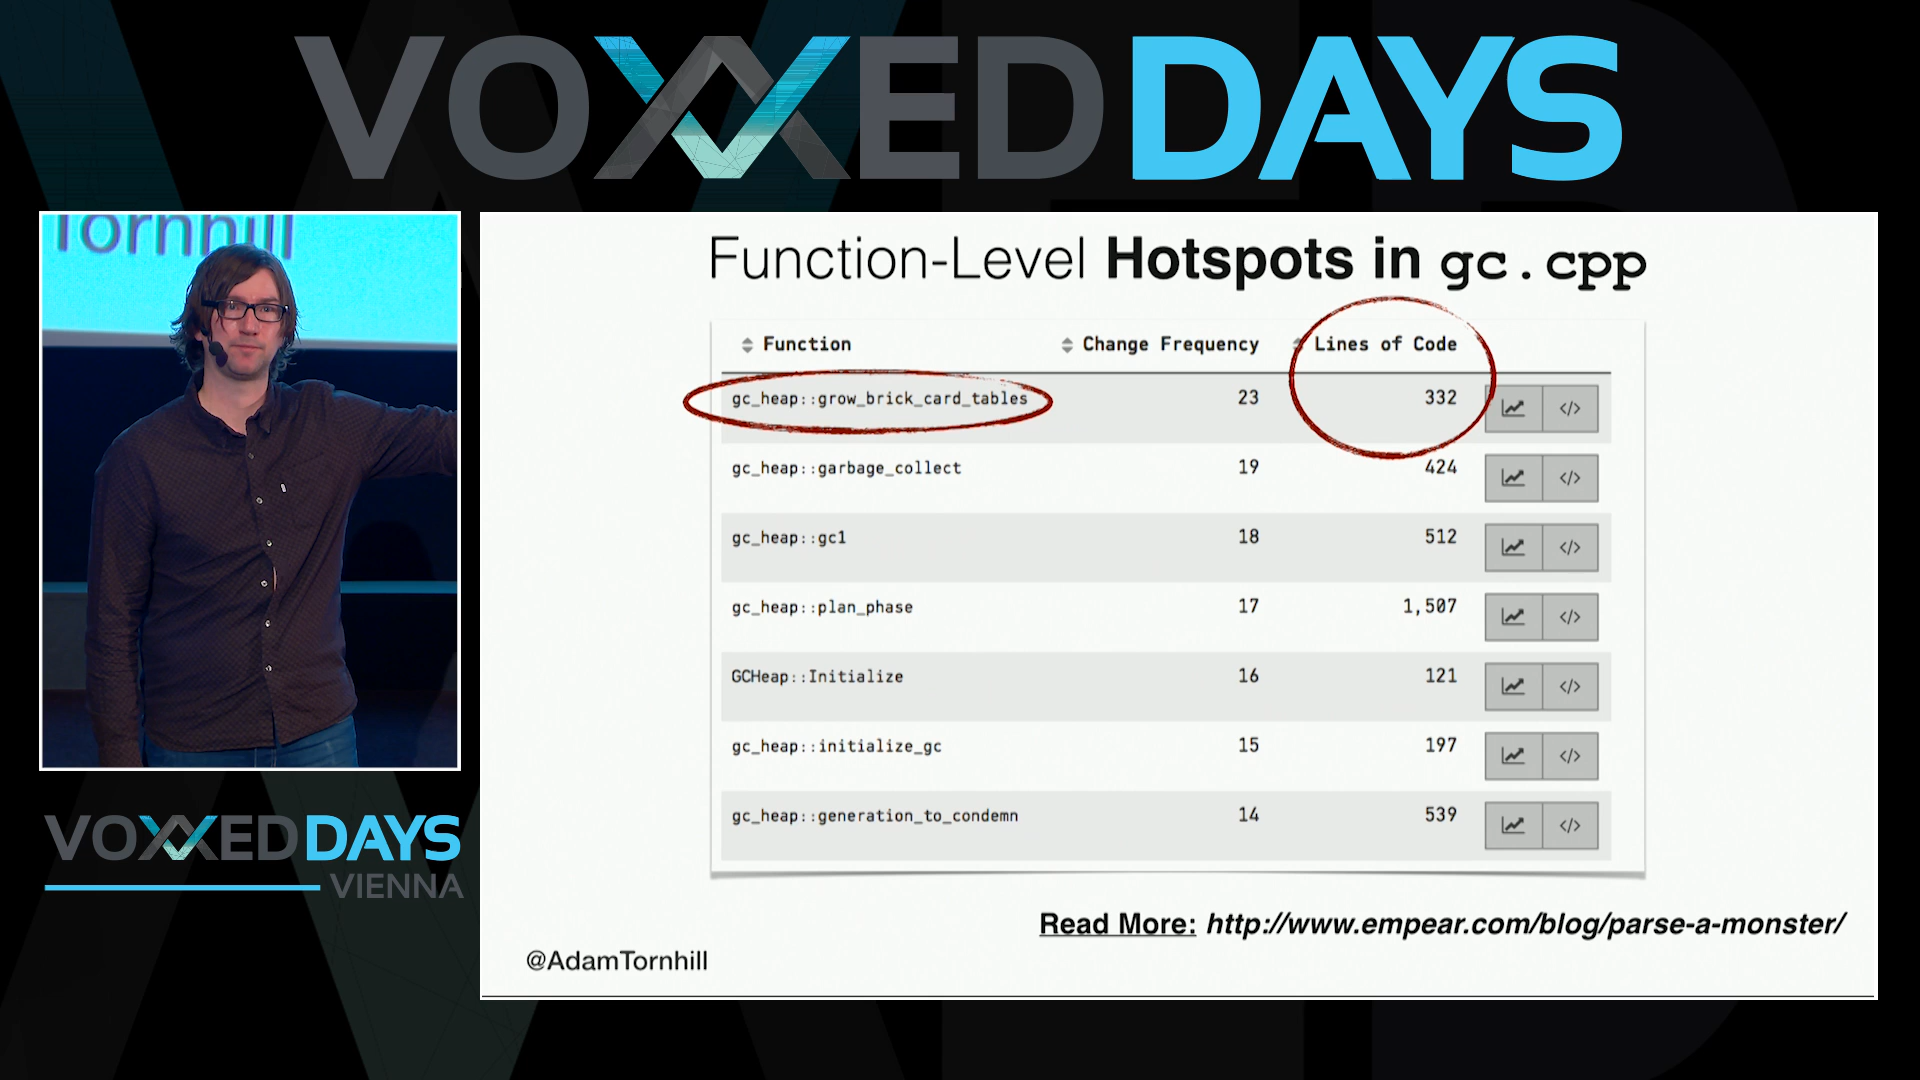 VOXXED DAYS
Tornhill
Function-Level Hotspots in gc.cpp
Function Change Frequency Lines of Code
gc_heap::grow_brick_card_tables 23 332
gc_heap::garbage_collect 19 424
gc_heap::gc1 18 512
gc_heap::plan_phase 17 1,507
GCHeap::Initialize 16 121
gc_heap::initialize_gc 15 197
gc_heap::generation_to_condemn 14 539
Read More: http://www.empear.com/blog/parse-a-monster/
@AdamTornhill
VOXXED DAYS
VIENNA